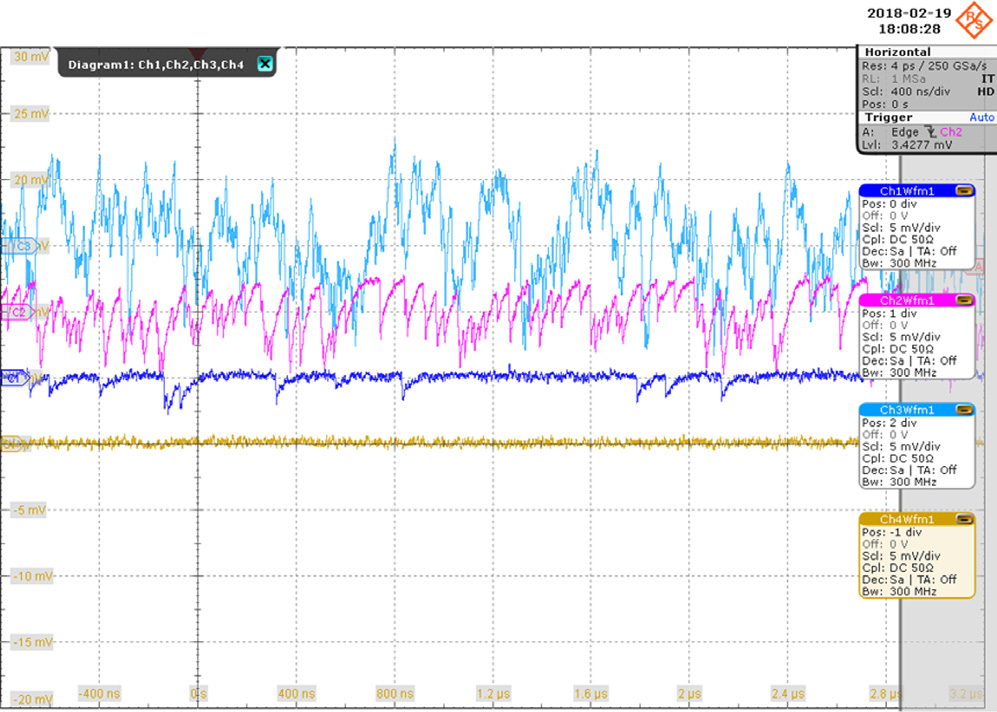 2018-02-19
18:08:28
R&S
Horizontal
Res: 4 ps / 250 GSa/s
RL: 1 MSa IT
Scl: 400 ns/div HD
Pos: 0 s
Trigger Auto
A: Edge Ch2
Lvl: 3.4277 mV
Diagram1: Ch1,Ch2,Ch3,Ch4
30 mV
25 mV
20 mV
C3 V
C2 mV
C1
-5 mV
-10 mV
-15 mV
-20 mV
-400 ns 0 s 400 ns 800 ns 1.2 µs 1.6 µs 2 µs 2.4 µs 2.8 µs 3.2 µs
Ch1Wfm1
Pos: 0 div
Off: 0 V
Scl: 5 mV/div
Cpl: DC 50Ω
Dec: Sa | TA: Off
Bw: 300 MHz
Ch2Wfm1
Pos: 1 div
Off: 0 V
Scl: 5 mV/div
Cpl: DC 50Ω
Dec: Sa | TA: Off
Bw: 300 MHz
Ch3Wfm1
Pos: 2 div
Off: 0 V
Scl: 5 mV/div
Cpl: DC 50Ω
Dec: Sa | TA: Off
Bw: 300 MHz
Ch4Wfm1
Pos: -1 div
Off: 0 V
Scl: 5 mV/div
Cpl: DC 50Ω
Dec: Sa | TA: Off
Bw: 300 MHz